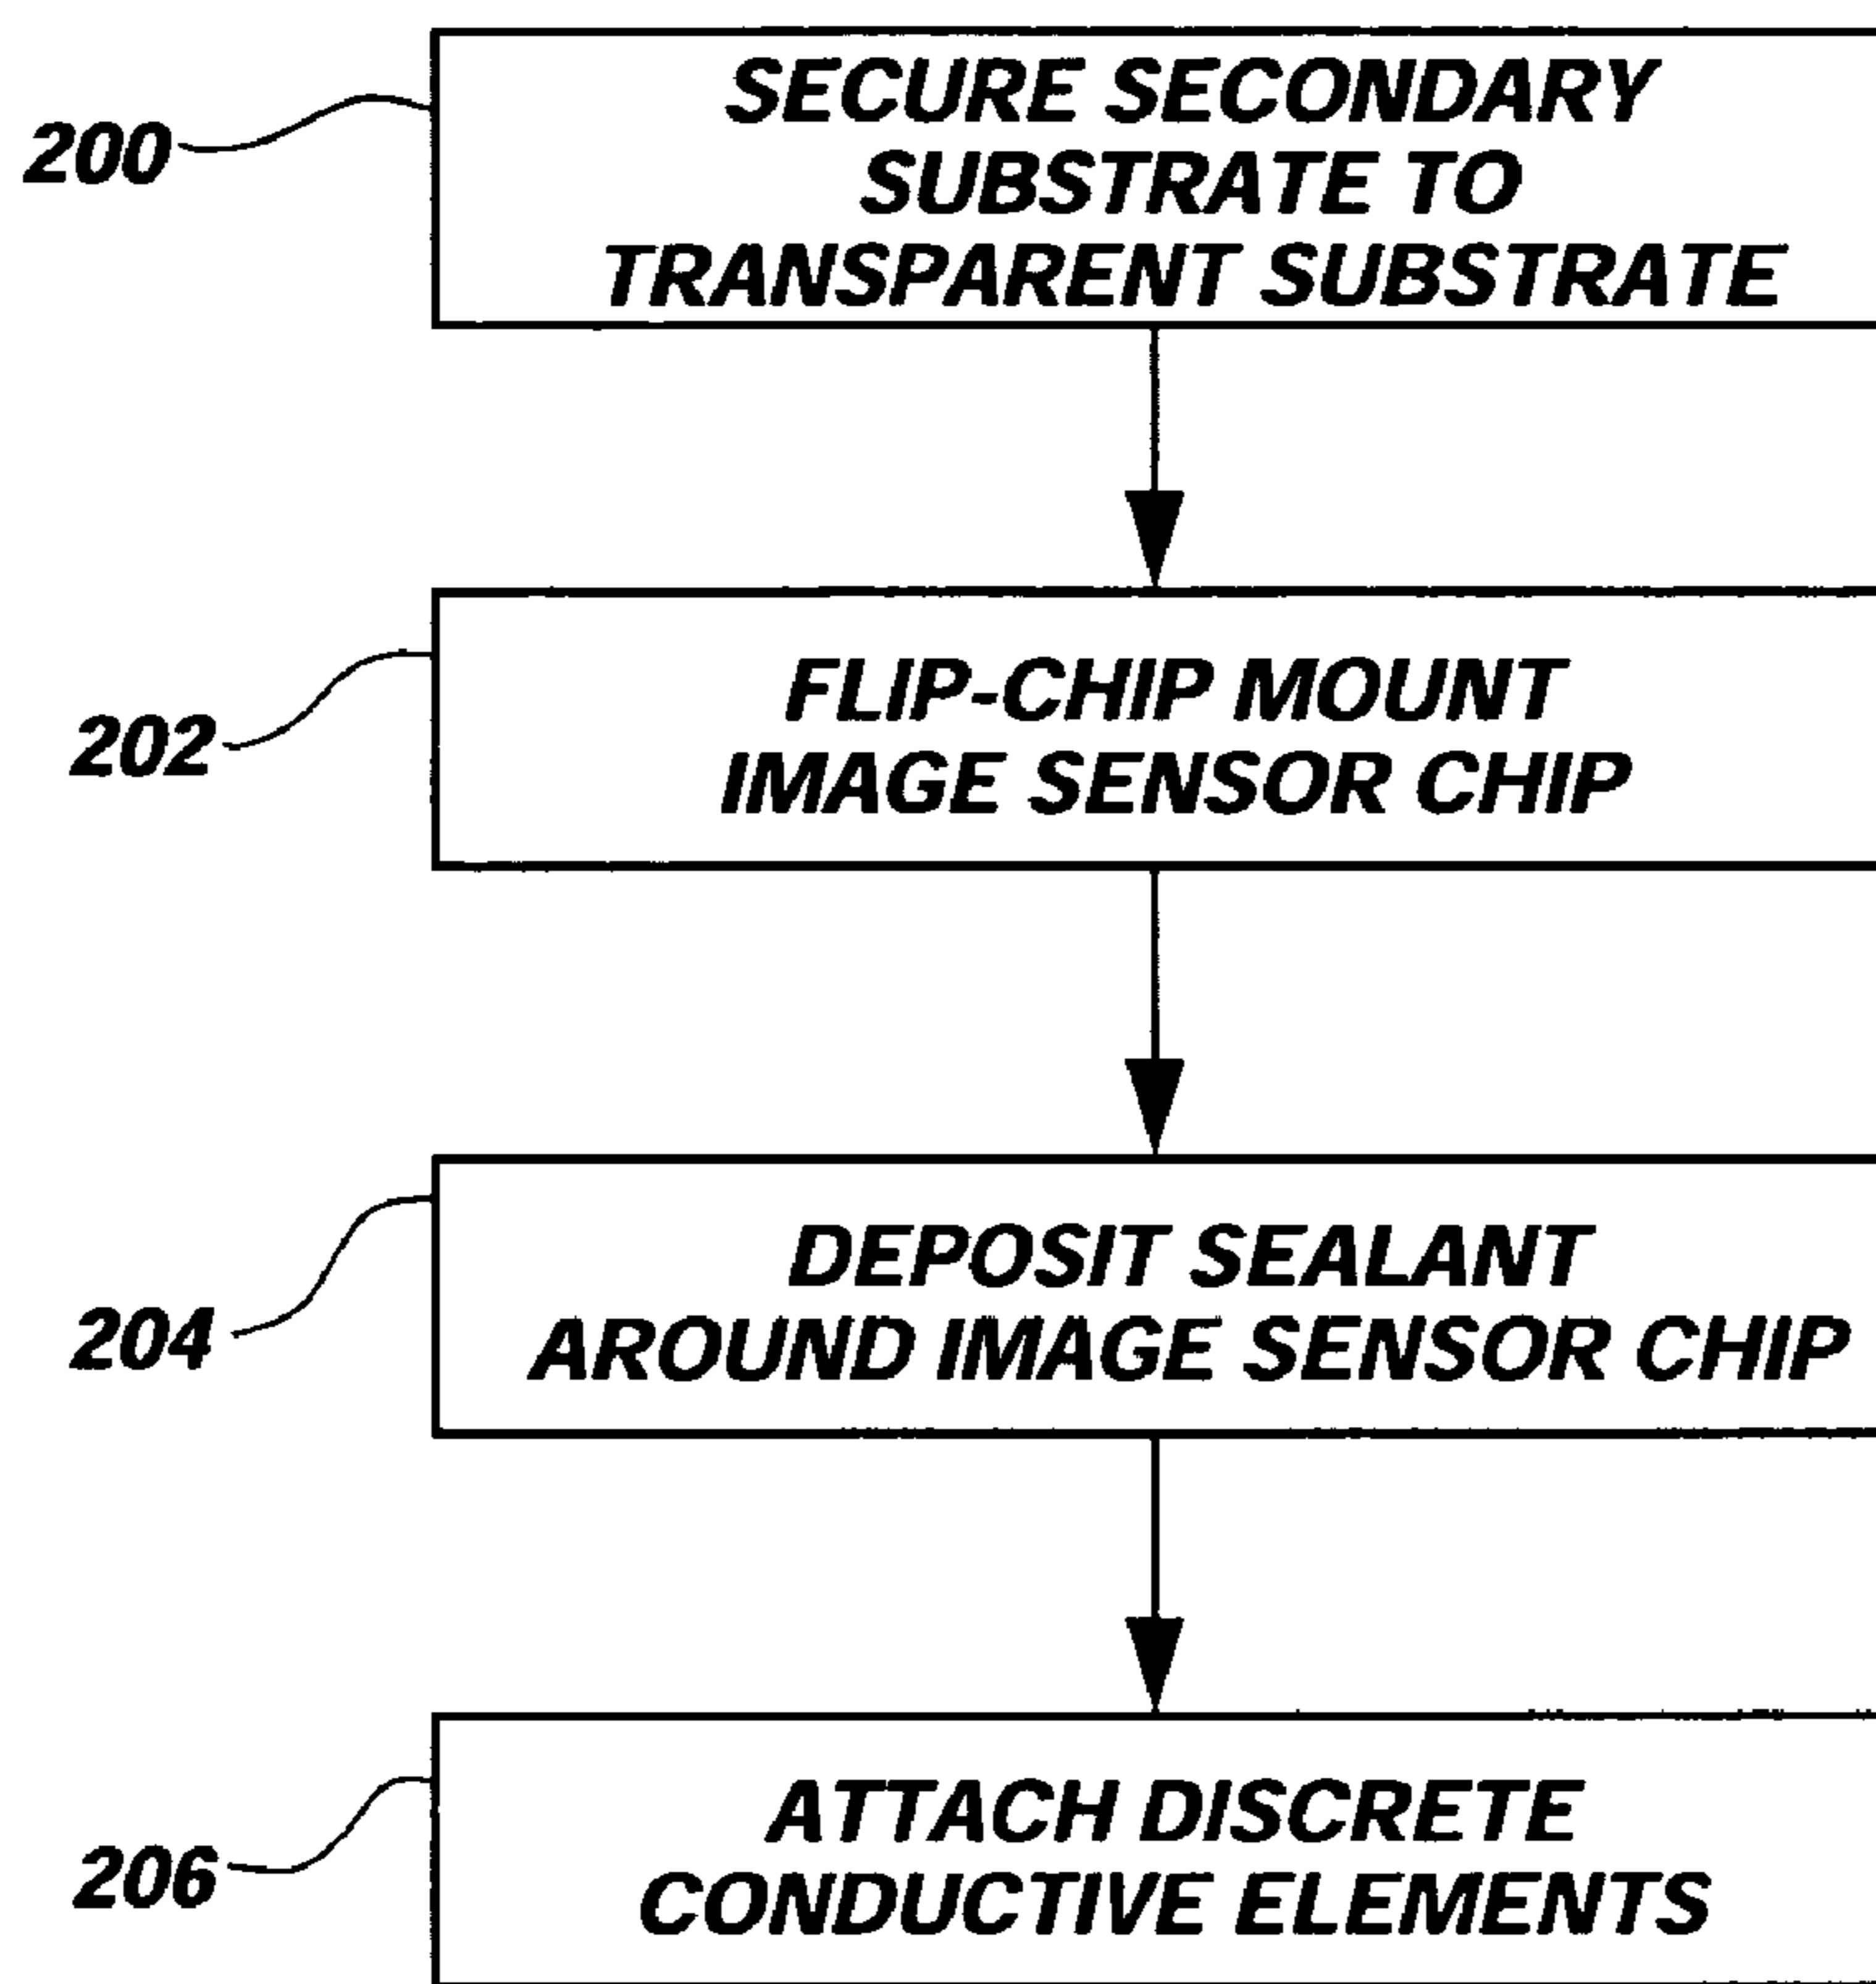 200
SECURE SECONDARY
SUBSTRATE TO
TRANSPARENT SUBSTRATE
202
FLIP-CHIP MOUNT
IMAGE SENSOR CHIP
204
DEPOSIT SEALANT
AROUND IMAGE SENSOR CHIP
206
ATTACH DISCRETE
CONDUCTIVE ELEMENTS